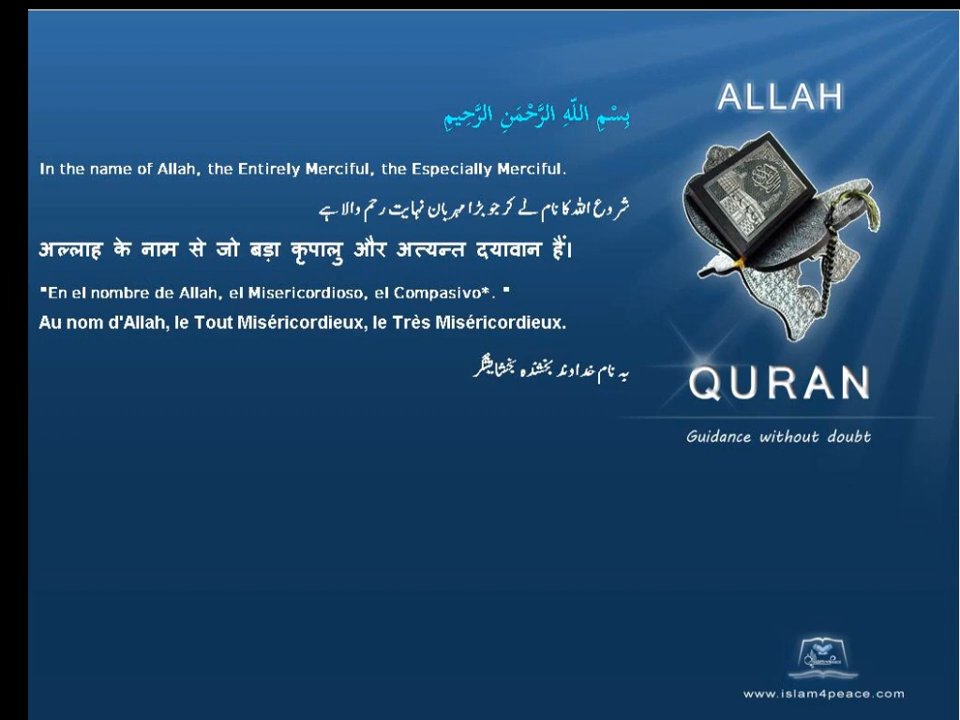 بِسْمِ اللّهِ الرَّحْمَنِ الرَّحِيمِ
In the name of Allah, the Entirely Merciful, the Especially Merciful.
شروع اللہ کا نام لے کر جو بڑا مہربان نہایت رحم والا ہے
अल्लाह के नाम से जो बड़ा कृपालु और अत्यन्त दयावान हैं।
"En el nombre de Allah, el Misericordioso, el Compasivo*. "
Au nom d'Allah, le Tout Miséricordieux, le Très Miséricordieux.
به نام خداوند بخشنده بخشایشگر
ALLAH
QURAN
Guidance without doubt
www.islam4peace.com